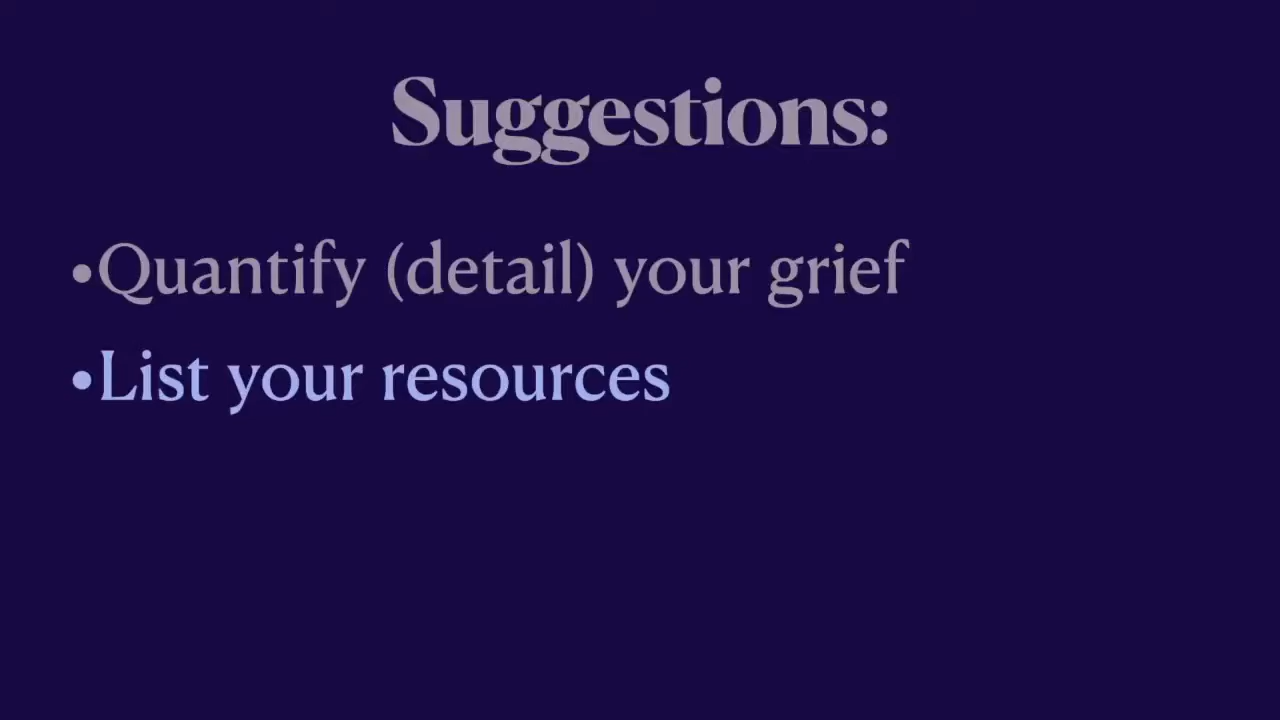 Suggestions:
•Quantify (detail) your grief
•List your resources